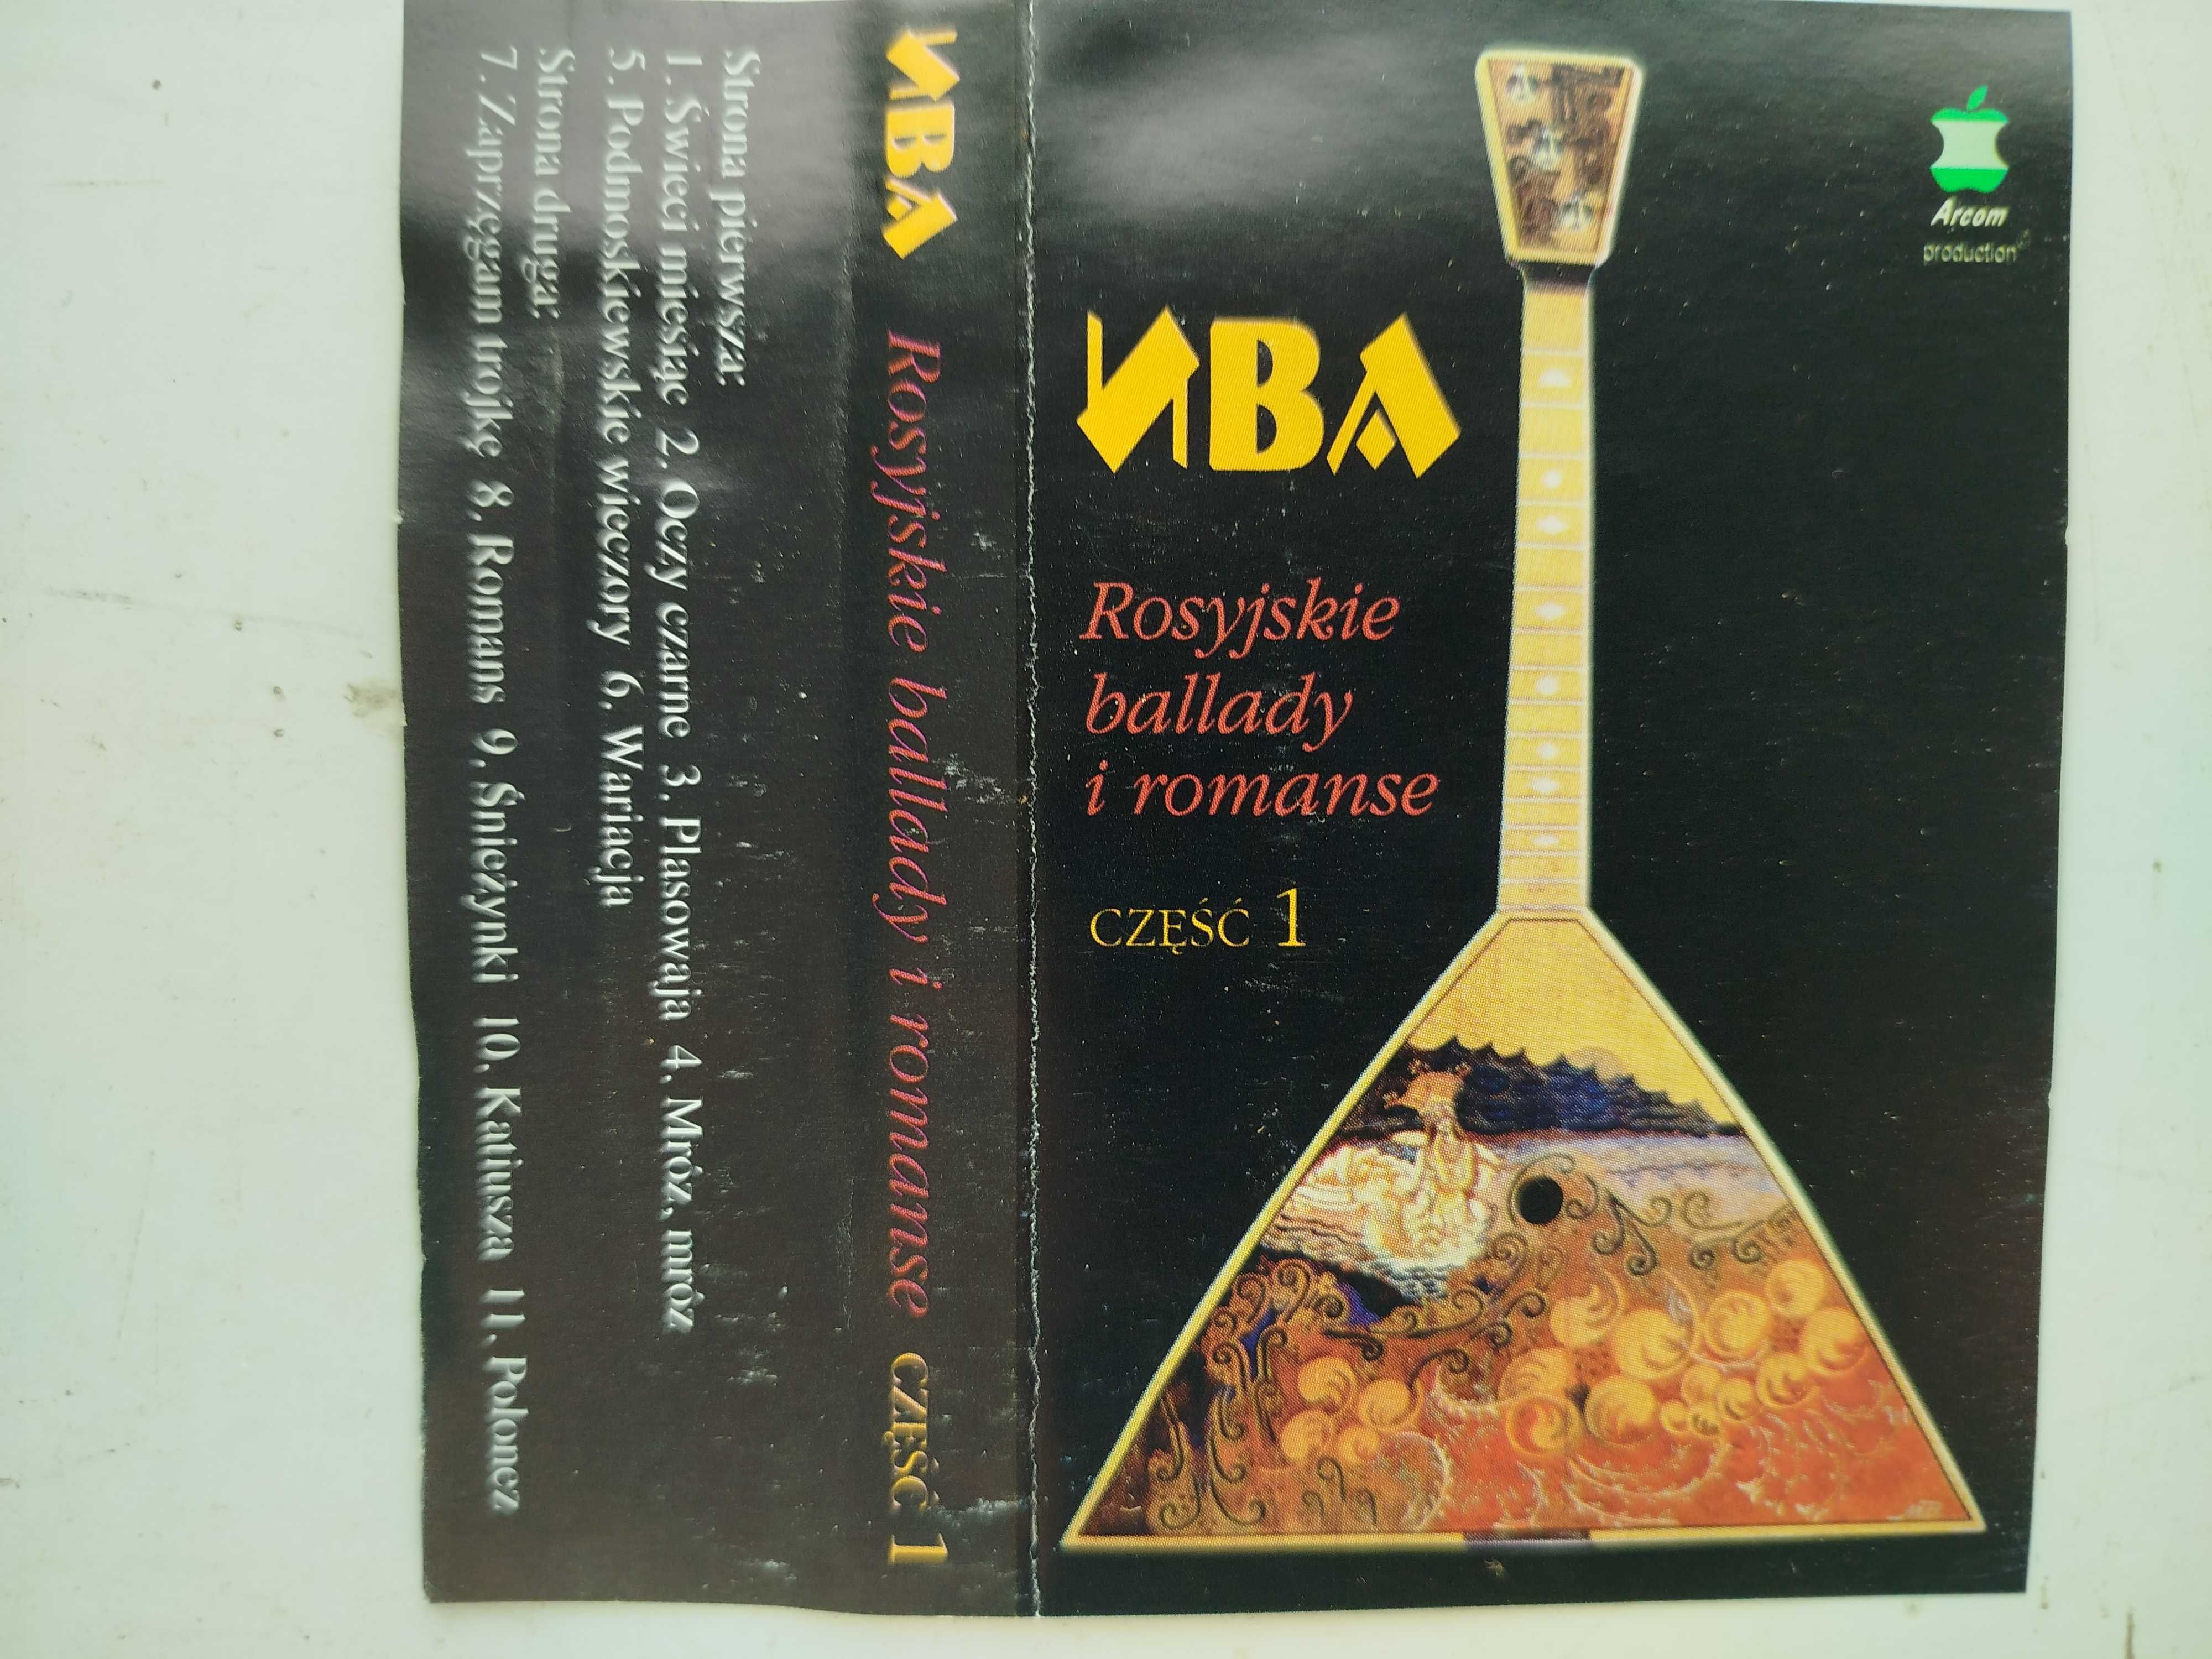 Arcom
production
ИВА
Rosyjskie
ballady
i romanse
CZĘŚĆ 1
ИВА Rosyjskie ballady i romanse CZĘŚĆ 1
Strona pierwsza:
1. Świeci miesiąc 2. Oczy czarne 3. Plasowaja 4. Mróz, mróz
5. Podmoskiewskie wieczory 6. Wariacja
Strona druga:
7. Zaprzęgam trojkę 8. Romans 9. Śnieżynki 10. Katiusza 11. Polonez